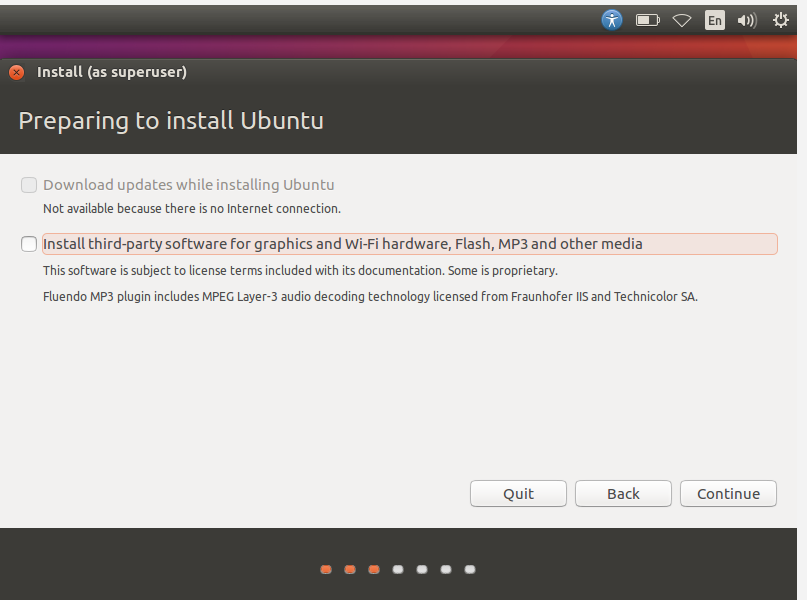 En
Install (as superuser)
Preparing to install Ubuntu
Download updates while installing Ubuntu
Not available because there is no Internet connection.
Install third-party software for graphics and Wi-Fi hardware, Flash, MP3 and other media
This software is subject to license terms included with its documentation. Some is proprietary.
Fluendo MP3 plugin includes MPEG Layer-3 audio decoding technology licensed from Fraunhofer IIS and Technicolor SA.
Quit Back Continue